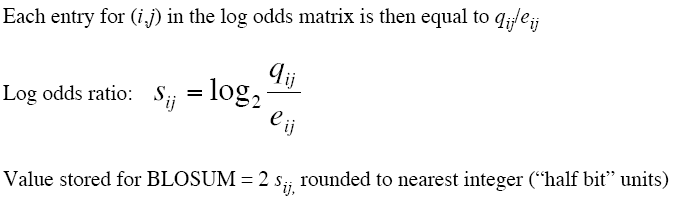 Each entry for (i,j) in the log odds matrix is then equal to qij/eij
Log odds ratio: sij = log2 qij/eij
Value stored for BLOSUM = 2 sij, rounded to nearest integer (“half bit” units)